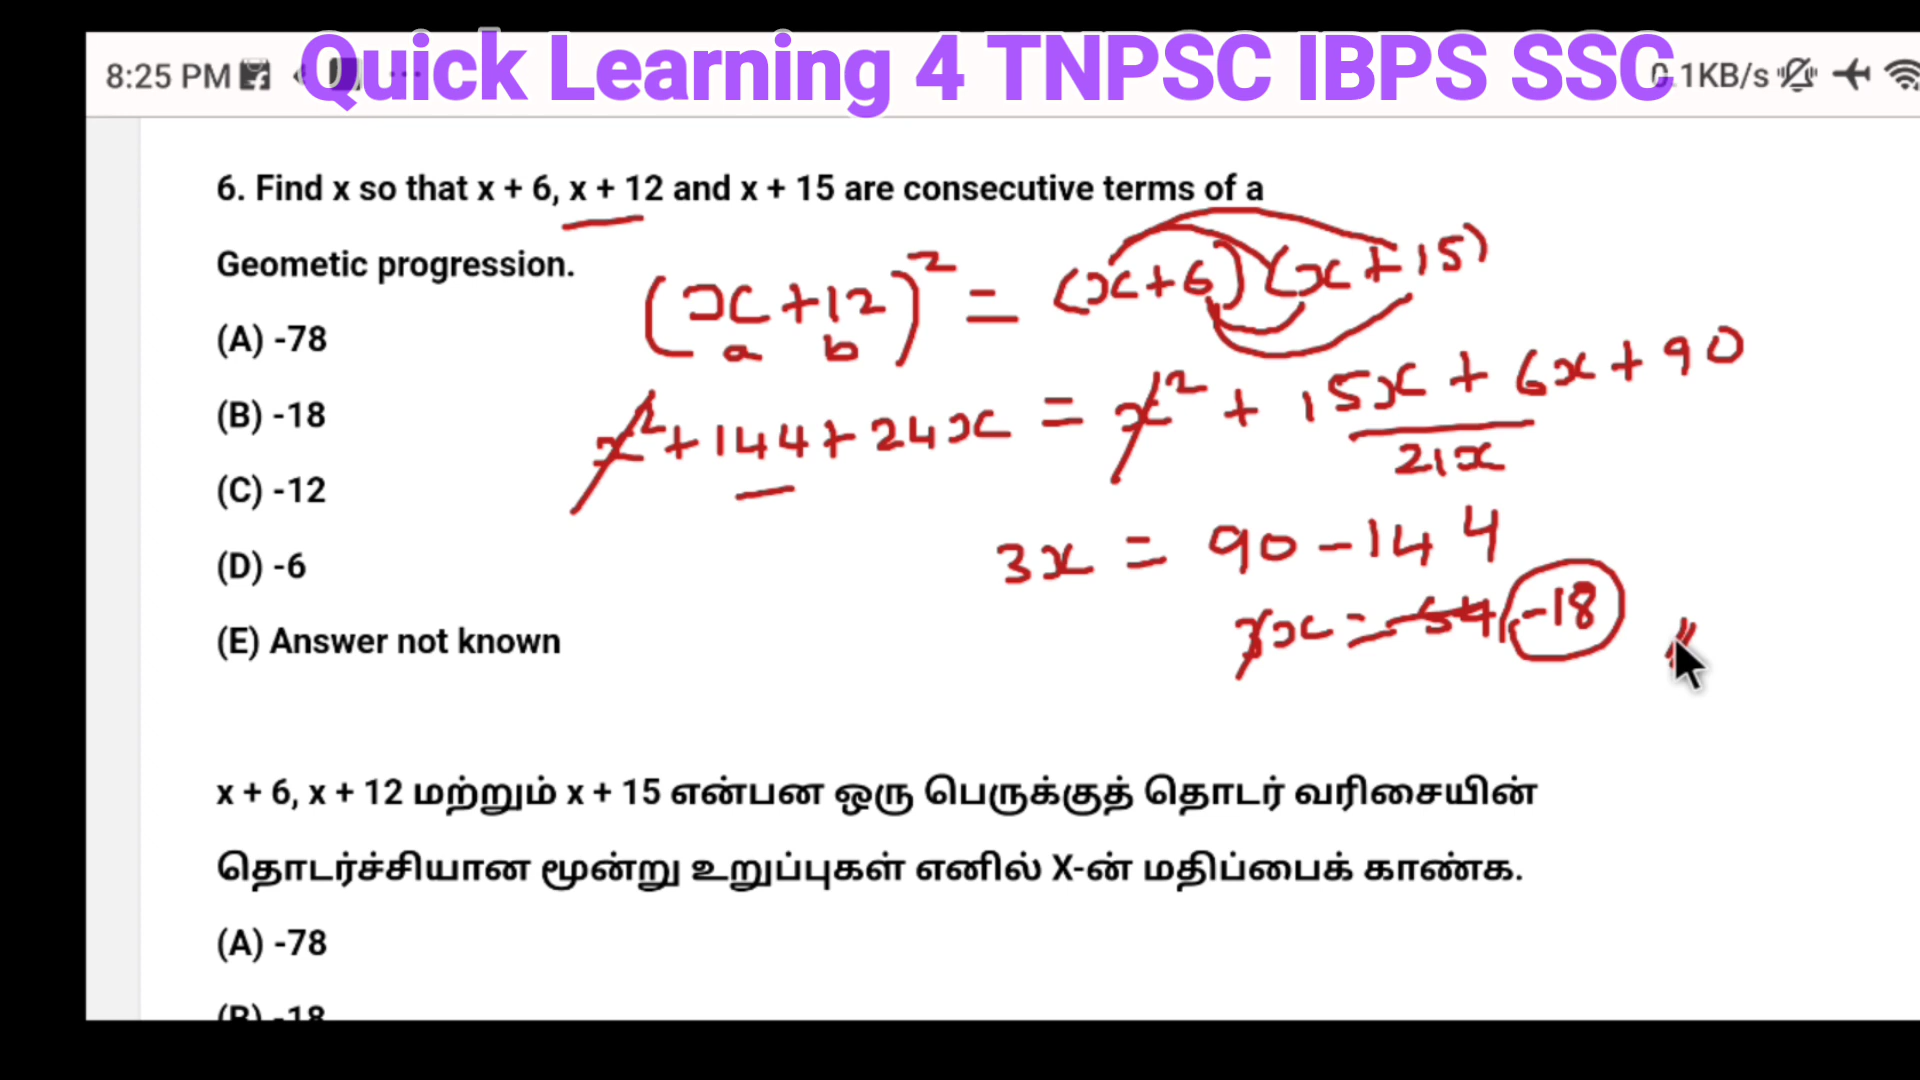 Quick Learning 4 TNPSC IBPS SSC
8:25 PM
.1KB/s
6. Find x so that x + 6, x + 12 and x + 15 are consecutive terms of a
Geometic progression.
(A) -78
(B) -18
(C) -12
(D) -6
(E) Answer not known
(x+12)² = (x+6)(x+15)
a b
x²+144+24x = x²+15x+6x+90
21x
3x = 90-144
3x = -54, -18
x + 6, x + 12 மற்றும் x + 15 என்பன ஒரு பெருக்குத் தொடர் வரிசையின்
தொடர்ச்சியான மூன்று உறுப்புகள் எனில் X-ன் மதிப்பைக் காண்க.
(A) -78
(B) -18